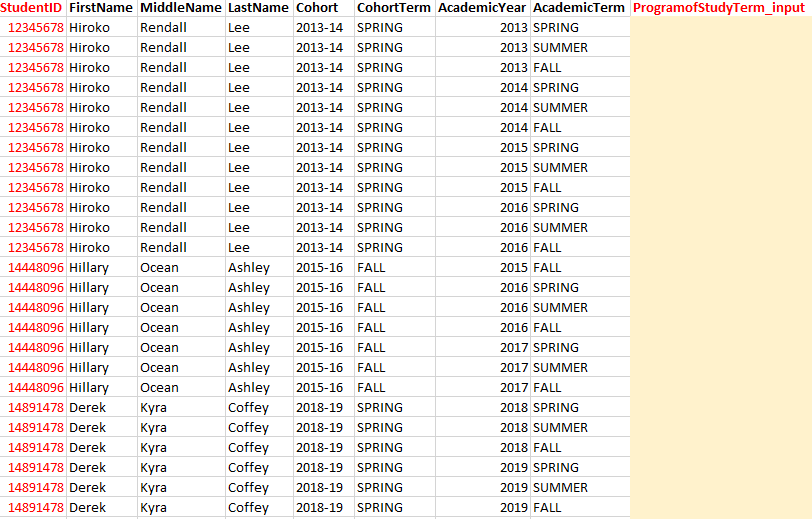 StudentID FirstName MiddleName LastName Cohort CohortTerm AcademicYear AcademicTerm ProgramofStudyTerm_input
12345678 Hiroko Rendall Lee 2013-14 SPRING 2013 SPRING
12345678 Hiroko Rendall Lee 2013-14 SPRING 2013 SUMMER
12345678 Hiroko Rendall Lee 2013-14 SPRING 2013 FALL
12345678 Hiroko Rendall Lee 2013-14 SPRING 2014 SPRING
12345678 Hiroko Rendall Lee 2013-14 SPRING 2014 SUMMER
12345678 Hiroko Rendall Lee 2013-14 SPRING 2014 FALL
12345678 Hiroko Rendall Lee 2013-14 SPRING 2015 SPRING
12345678 Hiroko Rendall Lee 2013-14 SPRING 2015 SUMMER
12345678 Hiroko Rendall Lee 2013-14 SPRING 2015 FALL
12345678 Hiroko Rendall Lee 2013-14 SPRING 2016 SPRING
12345678 Hiroko Rendall Lee 2013-14 SPRING 2016 SUMMER
12345678 Hiroko Rendall Lee 2013-14 SPRING 2016 FALL
14448096 Hillary Ocean Ashley 2015-16 FALL 2015 FALL
14448096 Hillary Ocean Ashley 2015-16 FALL 2016 SPRING
14448096 Hillary Ocean Ashley 2015-16 FALL 2016 SUMMER
14448096 Hillary Ocean Ashley 2015-16 FALL 2016 FALL
14448096 Hillary Ocean Ashley 2015-16 FALL 2017 SPRING
14448096 Hillary Ocean Ashley 2015-16 FALL 2017 SUMMER
14448096 Hillary Ocean Ashley 2015-16 FALL 2017 FALL
14891478 Derek Kyra Coffey 2018-19 SPRING 2018 SPRING
14891478 Derek Kyra Coffey 2018-19 SPRING 2018 SUMMER
14891478 Derek Kyra Coffey 2018-19 SPRING 2018 FALL
14891478 Derek Kyra Coffey 2018-19 SPRING 2019 SPRING
14891478 Derek Kyra Coffey 2018-19 SPRING 2019 SUMMER
14891478 Derek Kyra Coffey 2018-19 SPRING 2019 FALL